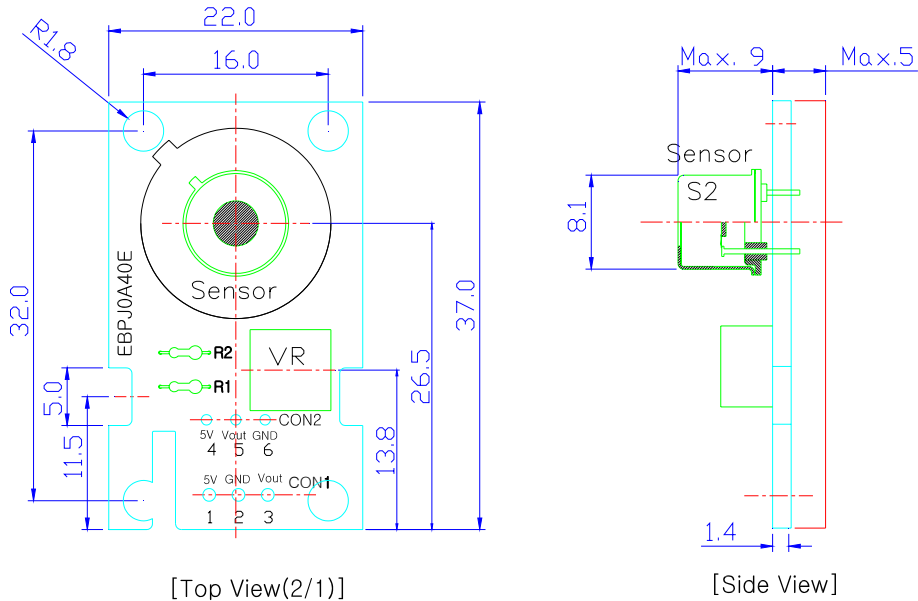 22.0
R1.8
16.0
Max. 9
Max.5
Sensor
S2
8.1
Sensor
EBPJ0A40E
32.0
37.0
26.5
R2
VR
R1
5.0
CON2
5V Vout GND
4 5 6
13.8
11.5
5V GND Vout CON1
1 2 3
1.4
[Top View(2/1)]
[Side View]